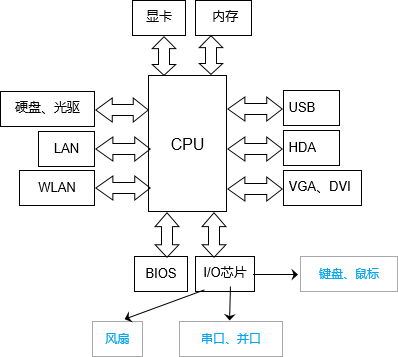 显卡
内存
硬盘、光驱
CPU
USB
LAN
HDA
WLAN
VGA、DVI
BIOS
I/O芯片
键盘、鼠标
风扇
串口、并口